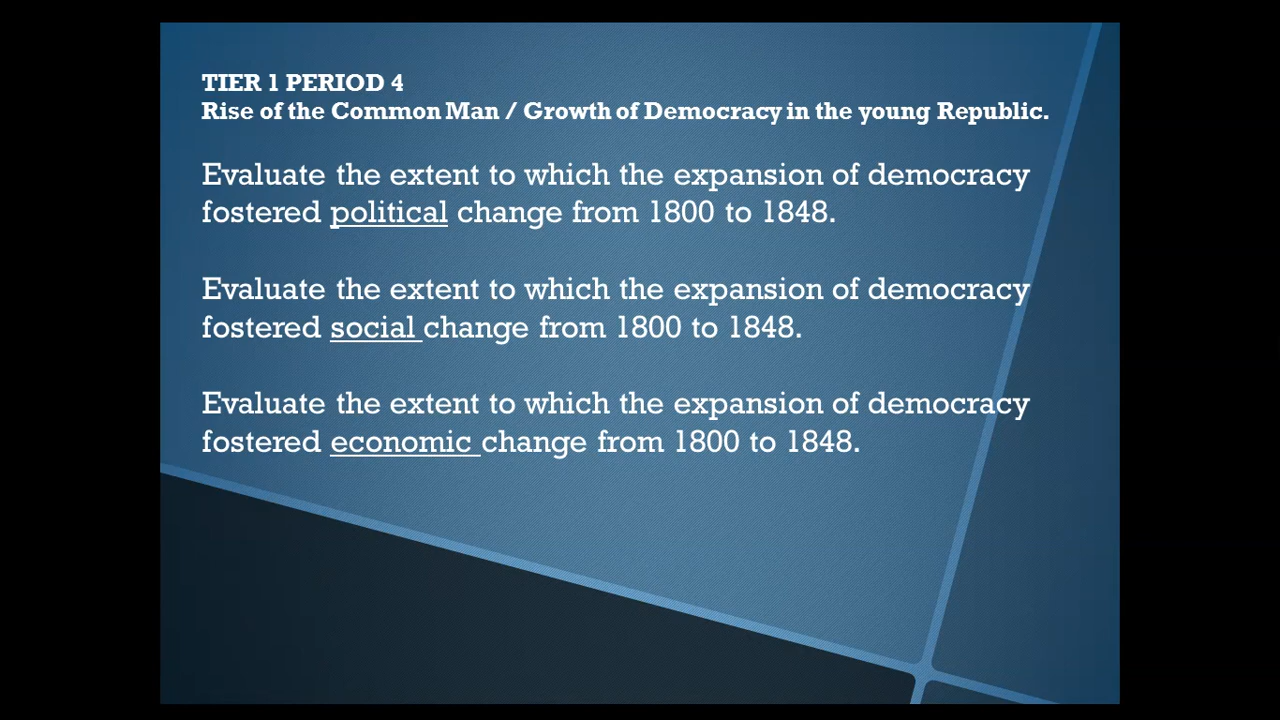 TIER 1 PERIOD 4
Rise of the Common Man / Growth of Democracy in the young Republic.
Evaluate the extent to which the expansion of democracy
fostered political change from 1800 to 1848.
Evaluate the extent to which the expansion of democracy
fostered social change from 1800 to 1848.
Evaluate the extent to which the expansion of democracy
fostered economic change from 1800 to 1848.